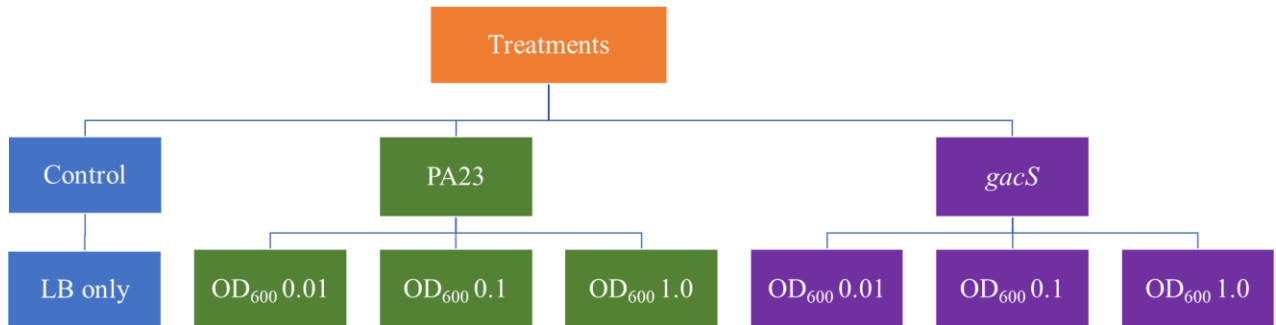 Treatments
Control
PA23
gacS
LB only
OD₆₀₀ 0.01
OD₆₀₀ 0.1
OD₆₀₀ 1.0
OD₆₀₀ 0.01
OD₆₀₀ 0.1
OD₆₀₀ 1.0